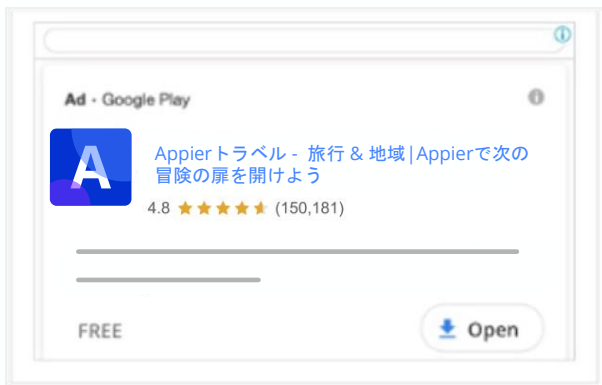 Ad · Google Play
A
Appierトラベル - 旅行 & 地域|Appierで次の
冒険の扉を開けよう
4.8 (150,181)
FREE
Open